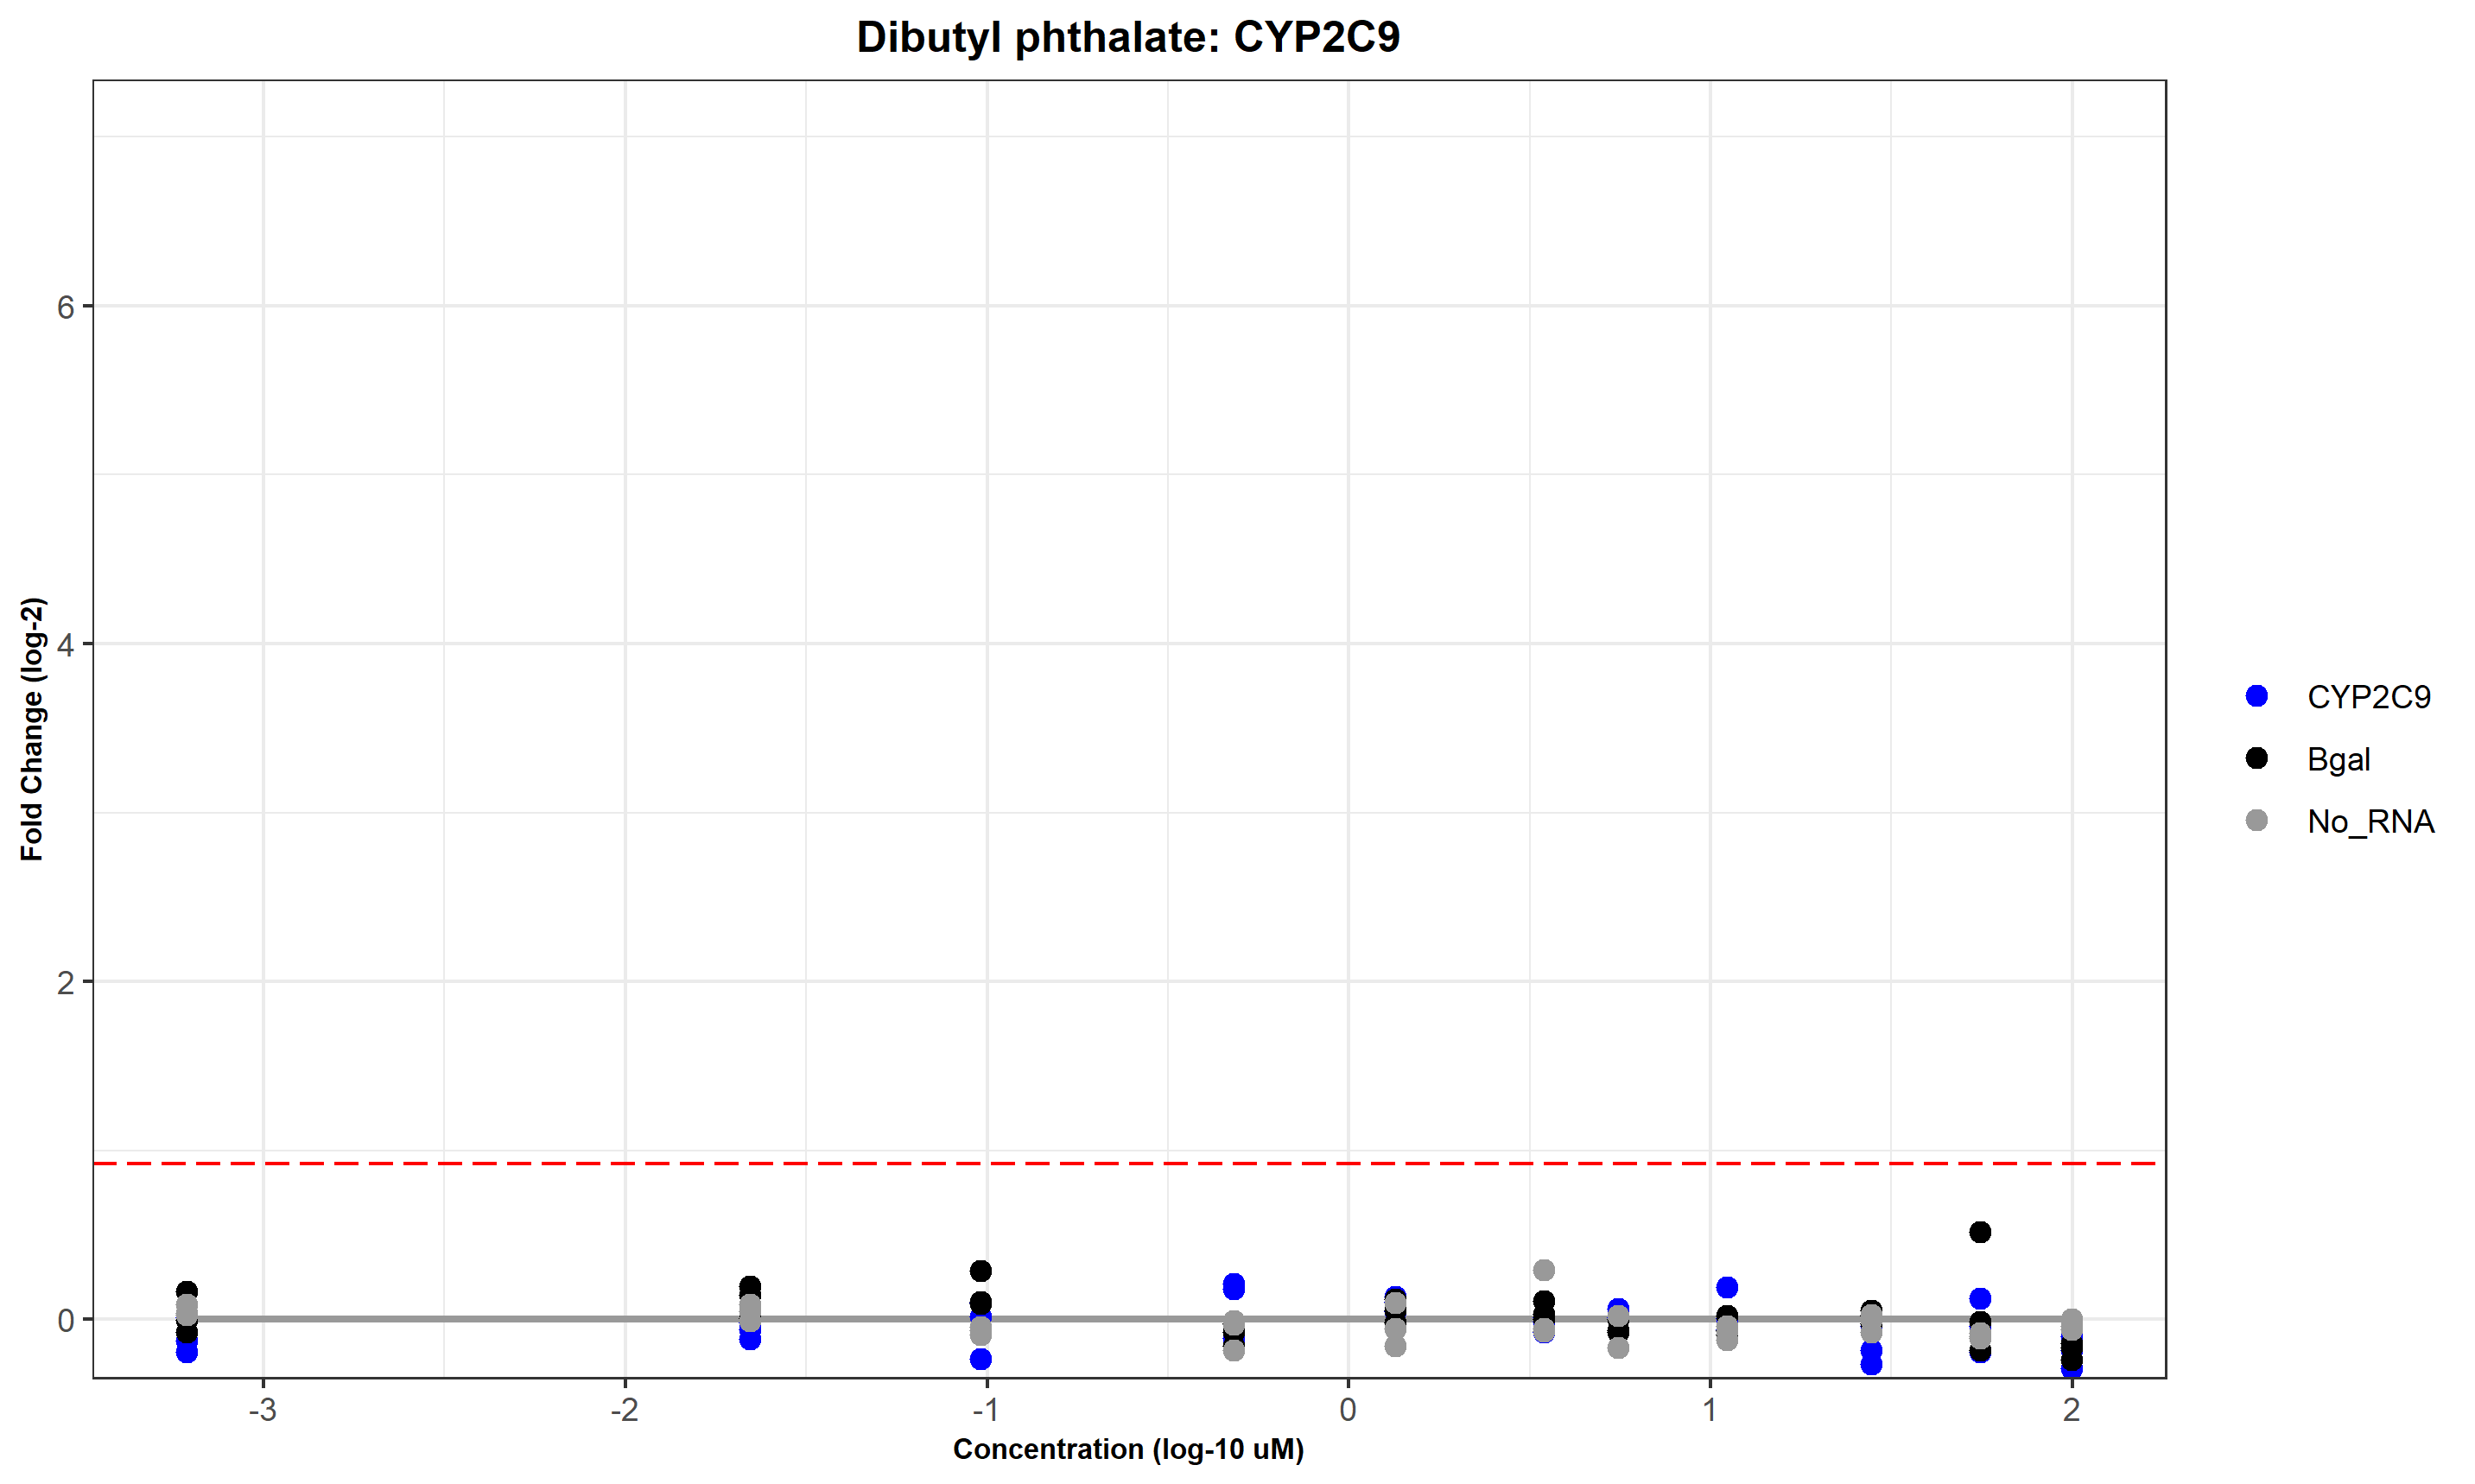 Dibutyl phthalate: CYP2C9
Fold Change (log-2)
6
4
2
0
-3
-2
-1
0
1
2
Concentration (log-10 uM)
CYP2C9
Bgal
No_RNA